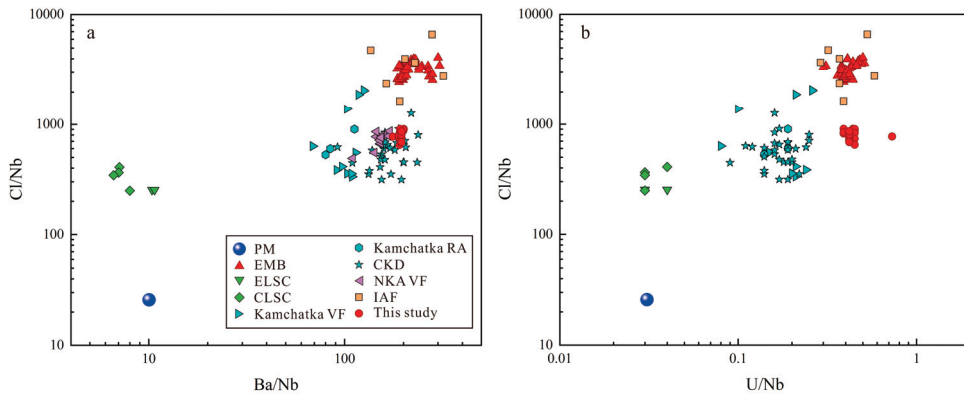 10000
a
1000
100
10
Cl/Nb
10
100
Ba/Nb
PM
EMB
ELSC
CLSC
Kamchatka VF
Kamchatka RA
CKD
NKA VF
IAF
This study
10000
b
1000
100
10
Cl/Nb
0.01
0.1
1
U/Nb